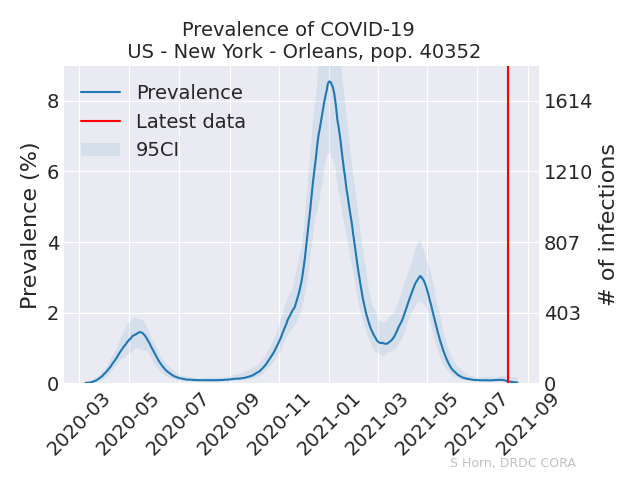 Prevalence of COVID-19
US - New York - Orleans, pop. 40352
Prevalence
Latest data
95CI
Prevalence (%)
8
6
4
2
0
1614
1210
807
403
0
# of infections
2020-03
2020-05
2020-07
2020-09
2020-11
2021-01
2021-03
2021-05
2021-07
2021-09
S Horn, DRDC CORA